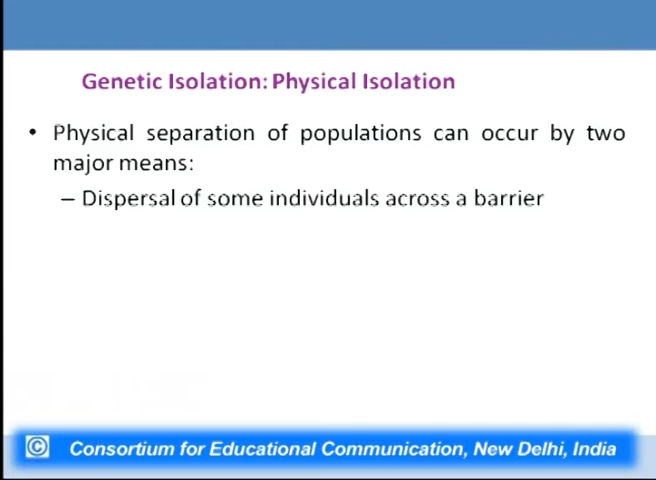 Genetic Isolation: Physical Isolation
• Physical separation of populations can occur by two
major means:
– Dispersal of some individuals across a barrier
© Consortium for Educational Communication, New Delhi, India